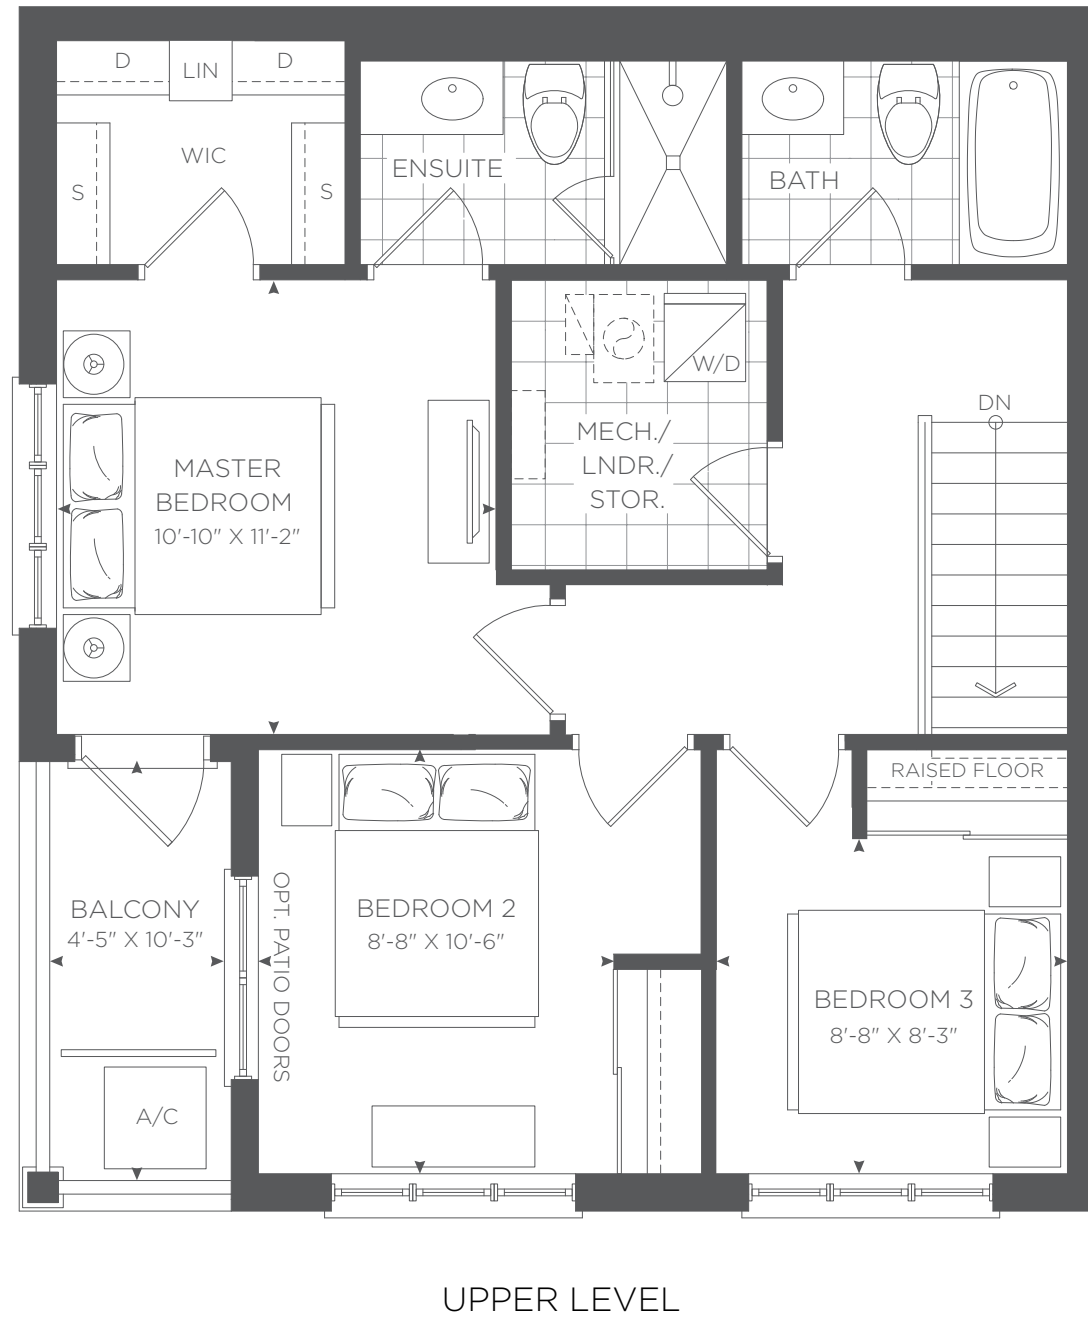 D
LIN
D
WIC
S
S
ENSUITE
BATH
W/D
MECH./
LNDR./
STOR.
DN
MASTER
BEDROOM
10'-10" X 11'-2"
RAISED FLOOR
BALCONY
4'-5" X 10'-3"
OPT. PATIO DOORS
BEDROOM 2
8'-8" X 10'-6"
BEDROOM 3
8'-8" X 8'-3"
A/C
UPPER LEVEL